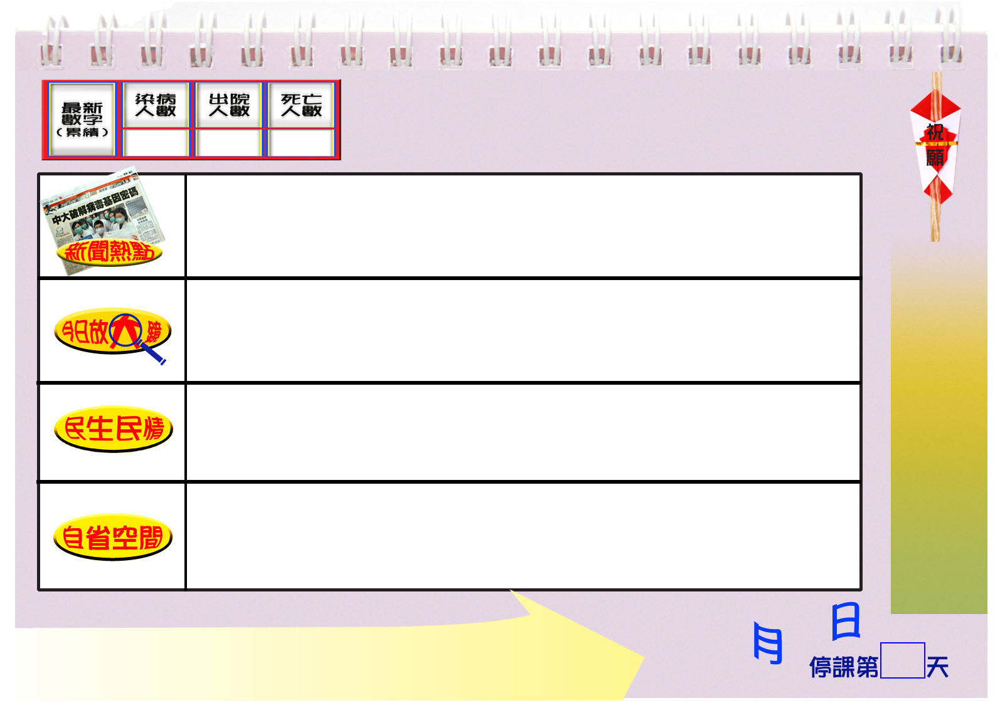 最新
數字
（累績）
染病
人數
出院
人數
死亡
人數
祝
願
中大破解病毒基因密碼
新聞熱點
今日放大鏡
民生民情
自省空間
月 日
停課第 天